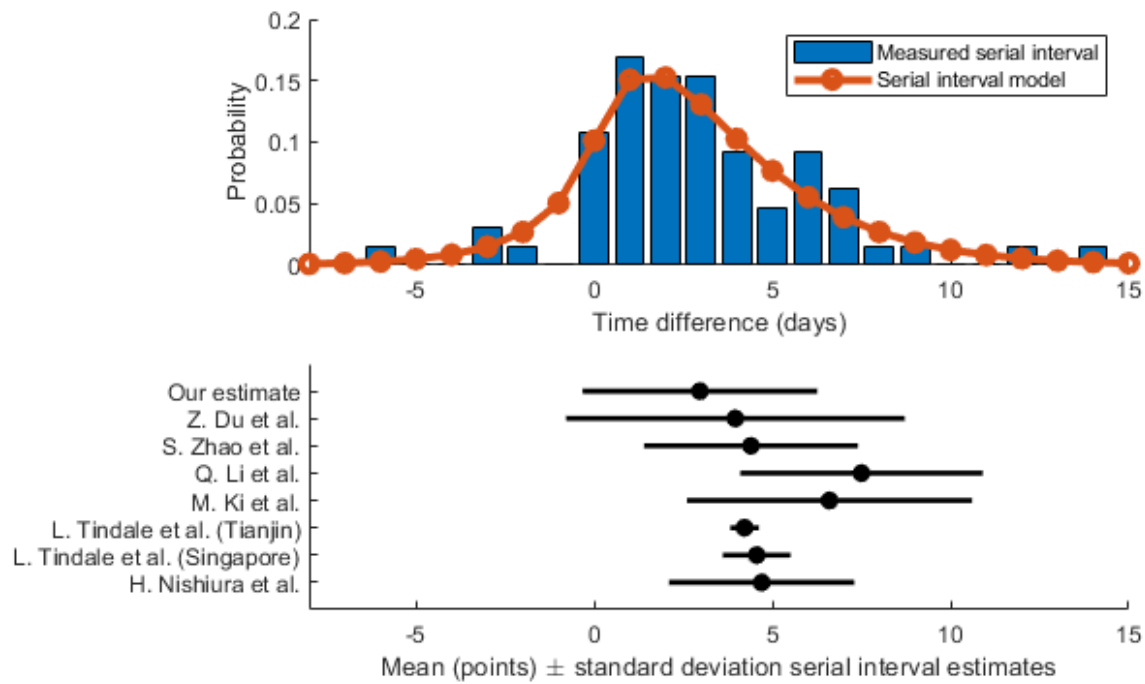 0.2
0.15
0.1
0.05
0
Probability
Measured serial interval
Serial interval model
-5 0 5 10 15
Time difference (days)
Our estimate
Z. Du et al.
S. Zhao et al.
Q. Li et al.
M. Ki et al.
L. Tindale et al. (Tianjin)
L. Tindale et al. (Singapore)
H. Nishiura et al.
-5 0 5 10 15
Mean (points) ± standard deviation serial interval estimates